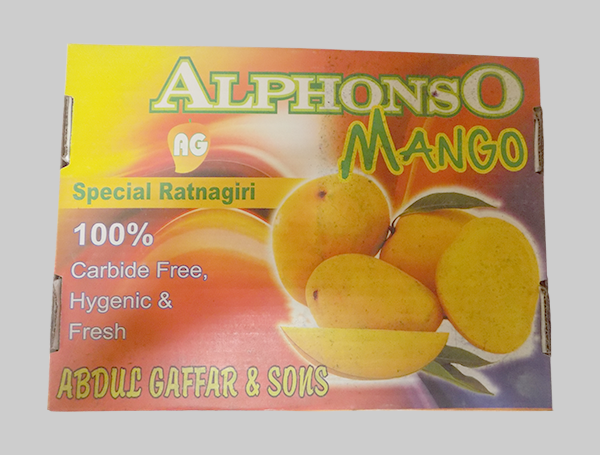 ALPHONSO
MANGO
AG
Special Ratnagiri
100%
Carbide Free,
Hygenic &
Fresh
ABDUL GAFFAR & SONS